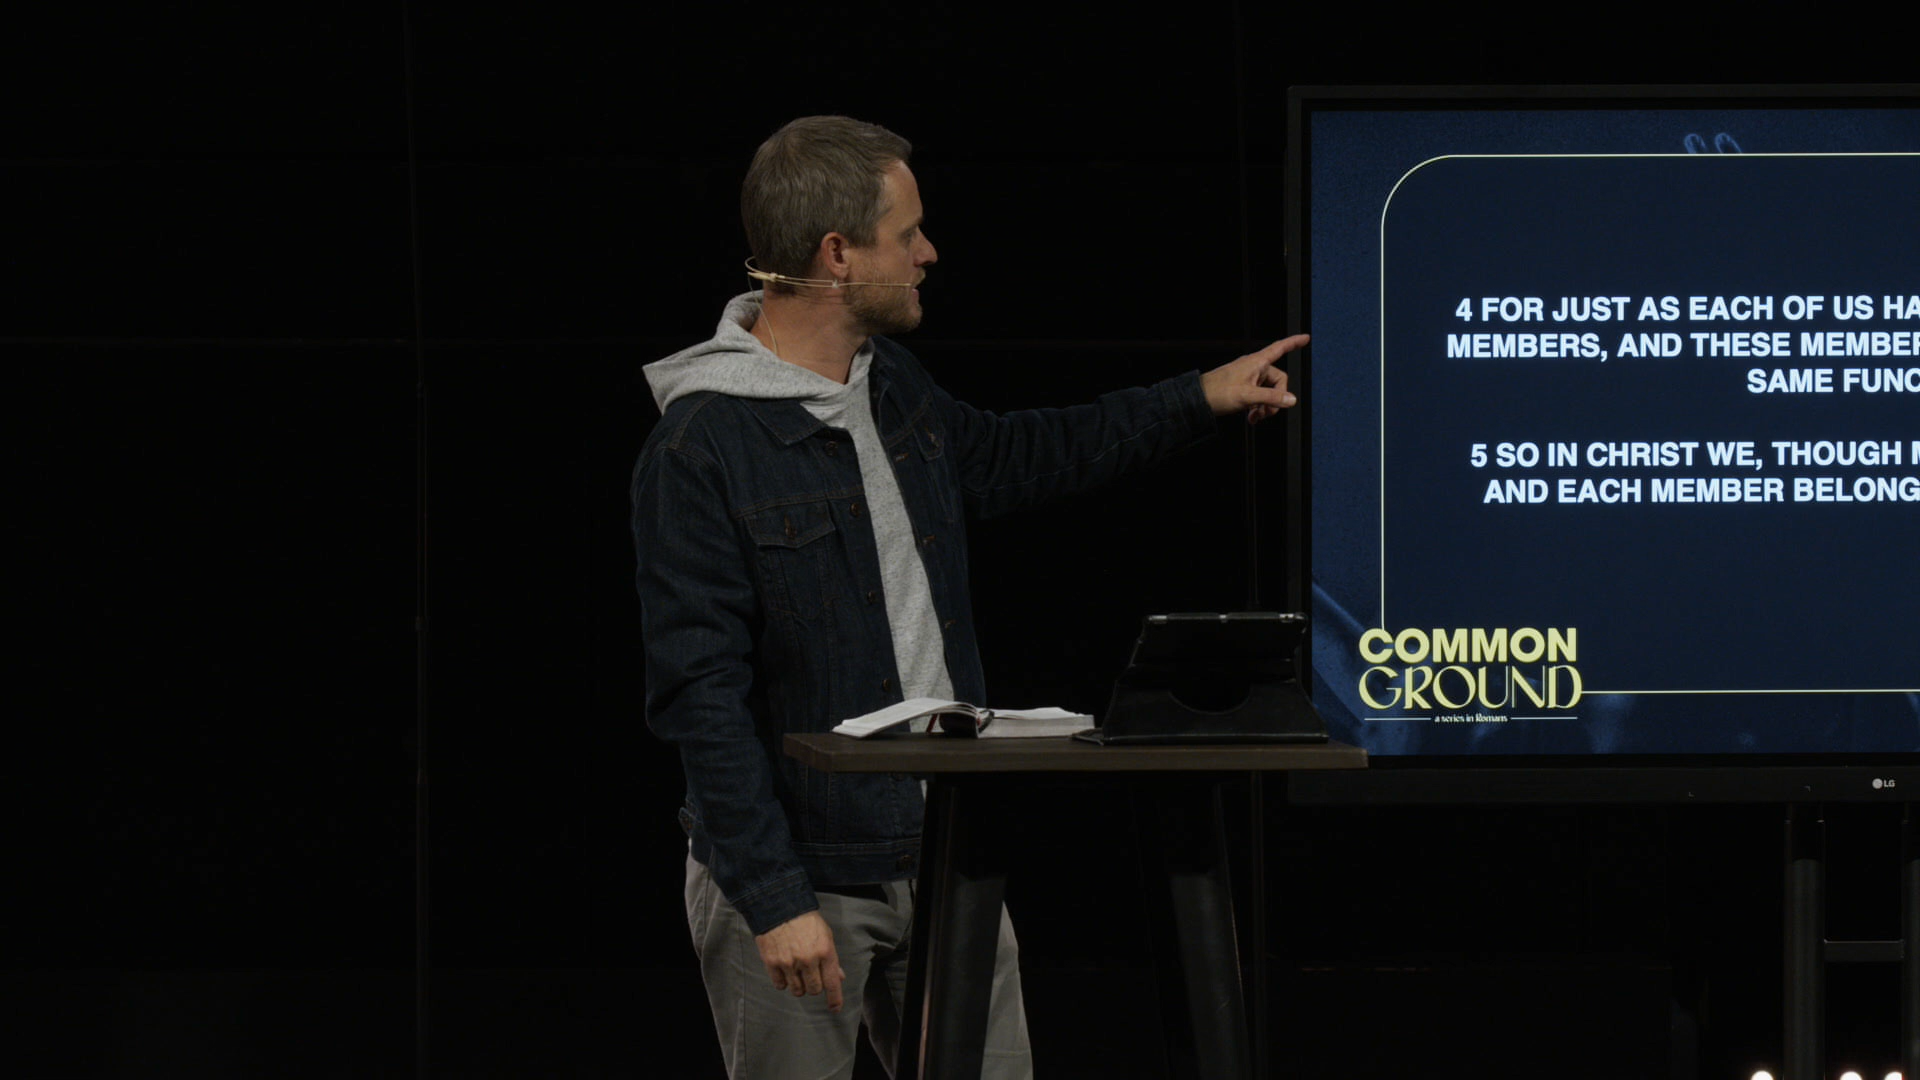 4 FOR JUST AS EACH OF US HA
MEMBERS, AND THESE MEMBER
SAME FUNC
5 SO IN CHRIST WE, THOUGH
AND EACH MEMBER BELONG
COMMON
GROUND
a series in Romans
LG